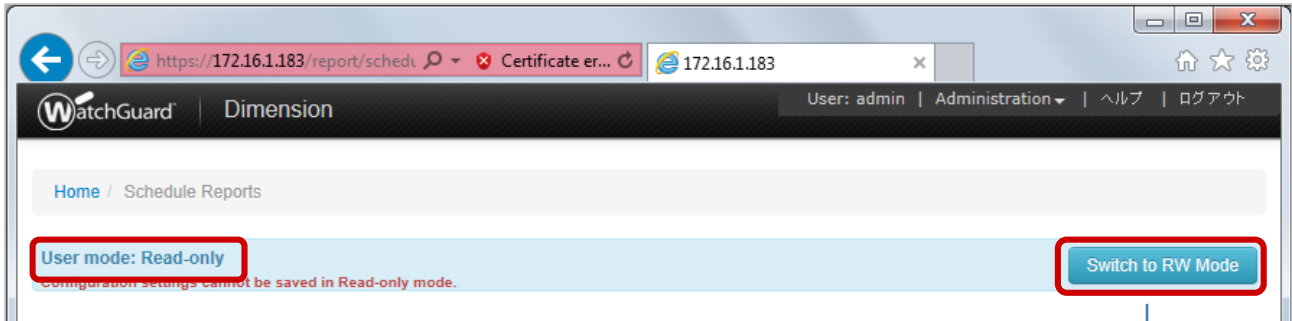 https://172.16.1.183/report/schedu
Certificate er...
172.16.1.183
WatchGuard Dimension
User: admin | Administration | ヘルプ | ログアウト
Home / Schedule Reports
User mode: Read-only
Switch to RW Mode
Configuration settings cannot be saved in Read-only mode.